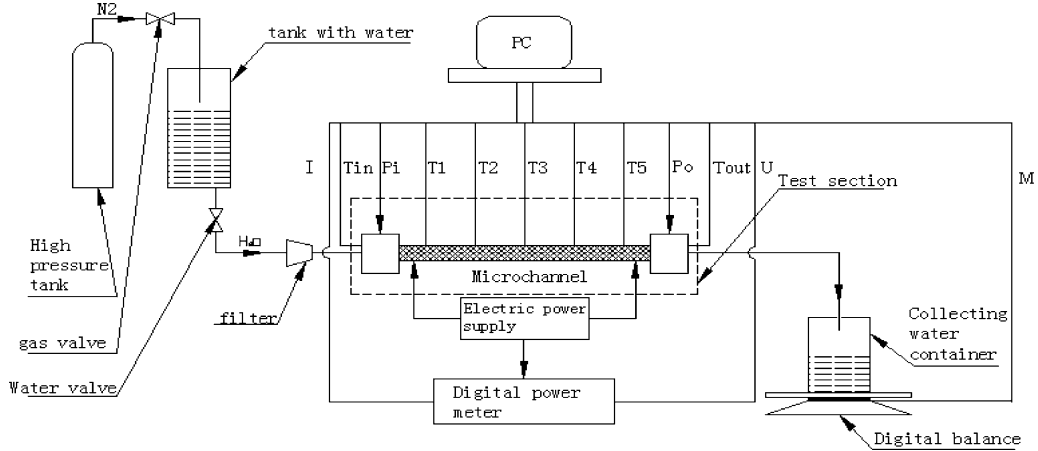 N2
tank with water
PC
I
Tin
Pi
T1
T2
T3
T4
T5
Po
Tout
U
M
Test section
H₂O
High
pressure
tank
Microchannel
filter
Electric power
supply
Collecting
water
container
gas valve
Water valve
Digital power
meter
Digital balance